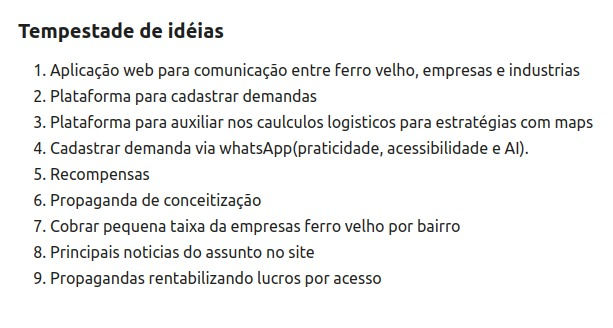 Tempestade de idéias
1. Aplicação web para comunicação entre ferro velho, empresas e industrias
2. Plataforma para cadastrar demandas
3. Plataforma para auxiliar nos caulculos logisticos para estratégias com maps
4. Cadastrar demanda via whatsApp(praticidade, acessibilidade e AI).
5. Recompensas
6. Propaganda de conceitização
7. Cobrar pequena taixa da empresas ferro velho por bairro
8. Principais noticias do assunto no site
9. Propagandas rentabilizando lucros por acesso